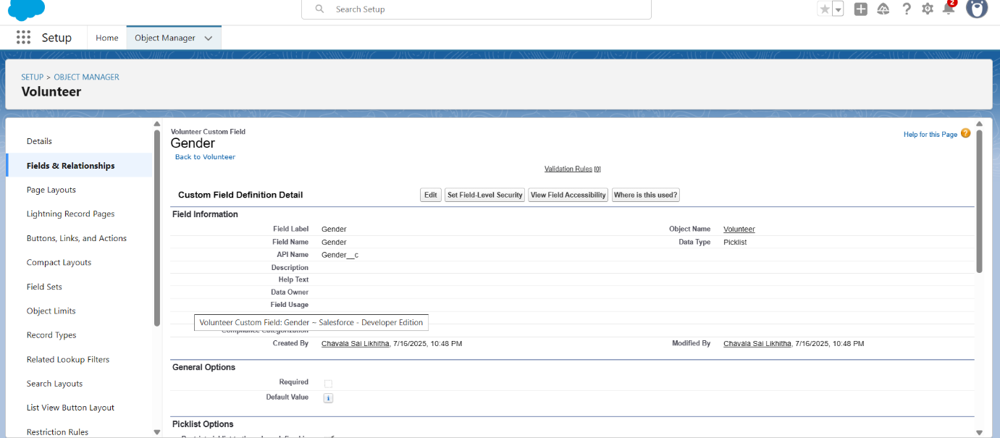 Search Setup
2
Setup
Home
Object Manager
SETUP > OBJECT MANAGER
Volunteer
Details
Fields & Relationships
Page Layouts
Lightning Record Pages
Buttons, Links, and Actions
Compact Layouts
Field Sets
Object Limits
Record Types
Related Lookup Filters
Search Layouts
List View Button Layout
Restriction Rules
Volunteer Custom Field
Gender
Back to Volunteer
Help for this Page ?
Validation Rules [0]
Custom Field Definition Detail
Edit
Set Field-Level Security
View Field Accessibility
Where is this used?
Field Information
Field Label Gender Object Name Volunteer
Field Name Gender Data Type Picklist
API Name Gender__c
Description
Help Text
Data Owner
Field Usage
Volunteer Custom Field: Gender ~ Salesforce - Developer Edition
Compliance Categorization
Created By Chavala Sai Likhitha, 7/16/2025, 10:48 PM Modified By Chavala Sai Likhitha, 7/16/2025, 10:48 PM
General Options
Required
Default Value i
Picklist Options